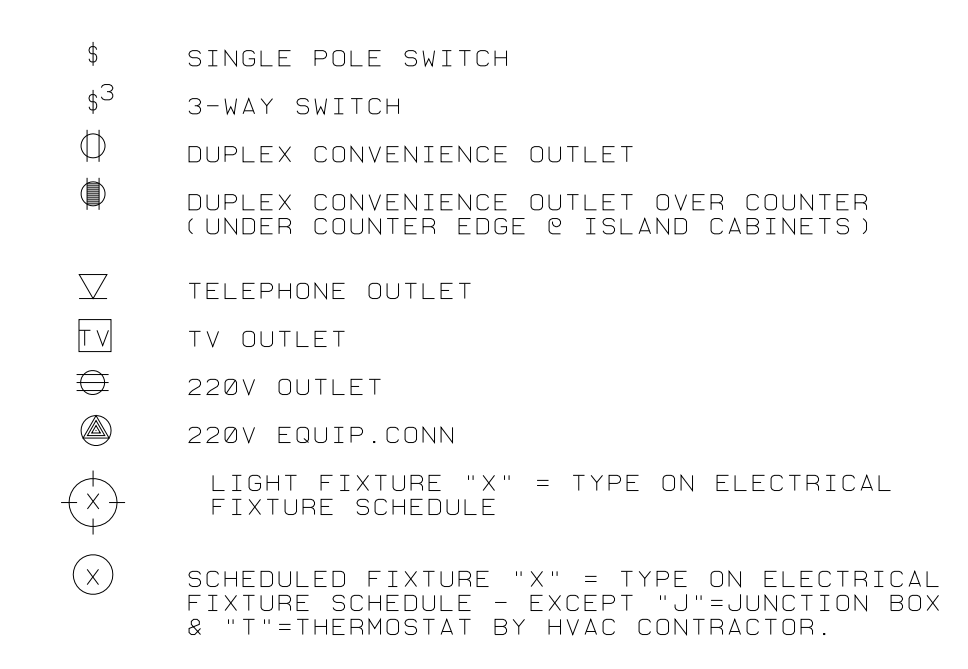 $ SINGLE POLE SWITCH
$3 3-WAY SWITCH
DUPLEX CONVENIENCE OUTLET
DUPLEX CONVENIENCE OUTLET OVER COUNTER
(UNDER COUNTER EDGE @ ISLAND CABINETS)
TELEPHONE OUTLET
TV TV OUTLET
220V OUTLET
220V EQUIP.CONN
X LIGHT FIXTURE "X" = TYPE ON ELECTRICAL
FIXTURE SCHEDULE
X SCHEDULED FIXTURE "X" = TYPE ON ELECTRICAL
FIXTURE SCHEDULE - EXCEPT "J"=JUNCTION BOX
& "T"=THERMOSTAT BY HVAC CONTRACTOR.